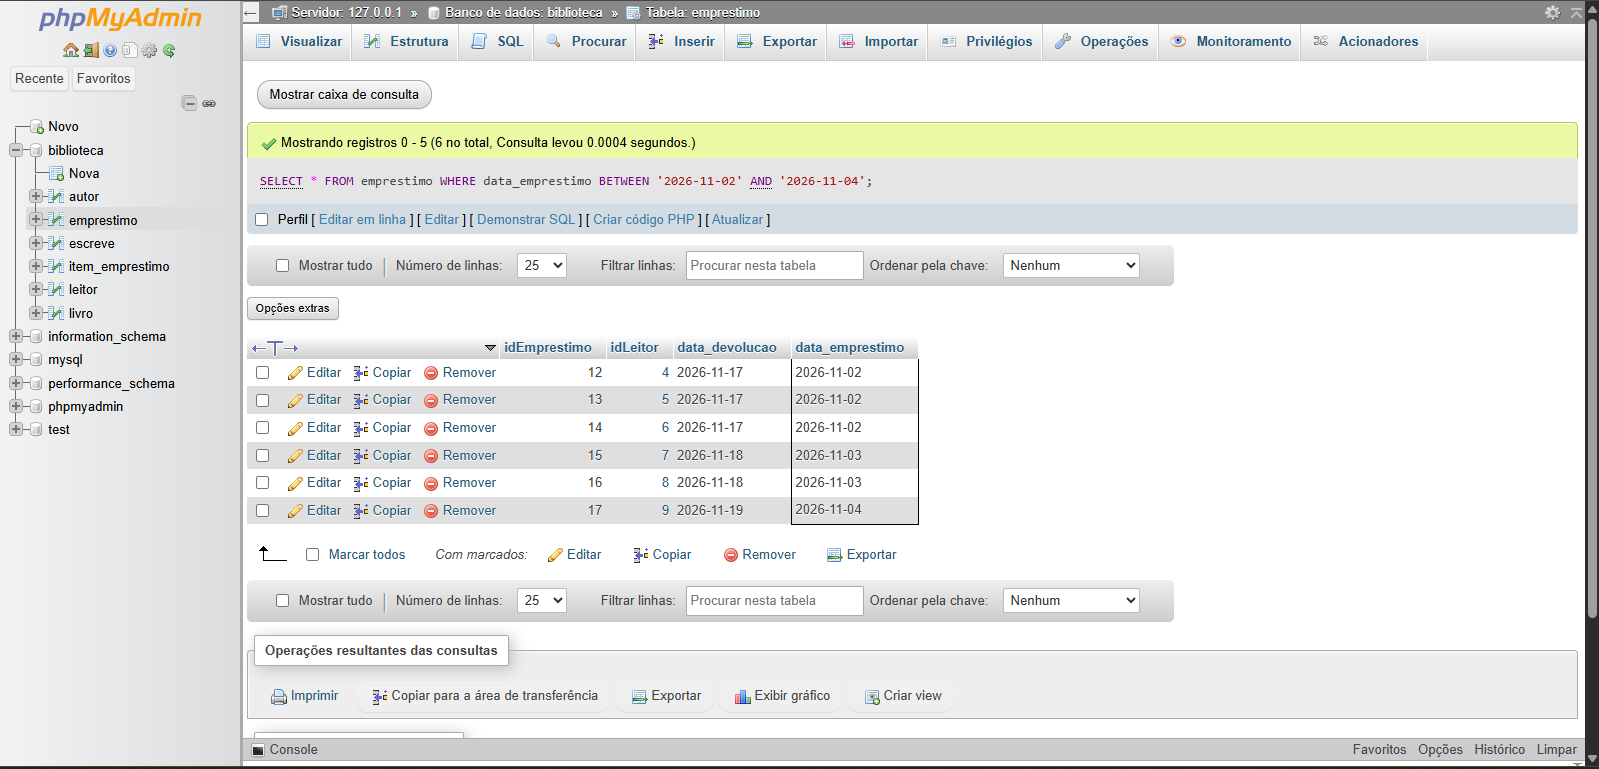 phpMyAdmin
Recente Favoritos
Novo
biblioteca
Nova
autor
emprestimo
escreve
item_emprestimo
leitor
livro
information_schema
mysql
performance_schema
phpmyadmin
test
Servidor: 127.0.0.1 » Banco de dados: biblioteca » Tabela: emprestimo
Visualizar Estrutura SQL Procurar Inserir Exportar Importar Privilégios Operações Monitoramento Acionadores
Mostrar caixa de consulta
Mostrando registros 0 - 5 (6 no total, Consulta levou 0.0004 segundos.)
SELECT * FROM emprestimo WHERE data_emprestimo BETWEEN '2026-11-02' AND '2026-11-04';
Perfil [ Editar em linha ] [ Editar ] [ Demonstrar SQL ] [ Criar código PHP ] [ Atualizar ]
Mostrar tudo Número de linhas: 25 Filtrar linhas: Procurar nesta tabela Ordenar pela chave: Nenhum
Opções extras
←T→ idEmprestimo idLeitor data_devolucao data_emprestimo
Editar Copiar Remover 12 4 2026-11-17 2026-11-02
Editar Copiar Remover 13 5 2026-11-17 2026-11-02
Editar Copiar Remover 14 6 2026-11-17 2026-11-02
Editar Copiar Remover 15 7 2026-11-18 2026-11-03
Editar Copiar Remover 16 8 2026-11-18 2026-11-03
Editar Copiar Remover 17 9 2026-11-19 2026-11-04
Marcar todos Com marcados: Editar Copiar Remover Exportar
Mostrar tudo Número de linhas: 25 Filtrar linhas: Procurar nesta tabela Ordenar pela chave: Nenhum
Operações resultantes das consultas
Imprimir Copiar para a área de transferência Exportar Exibir gráfico Criar view
Console Favoritos Opções Histórico Limpar